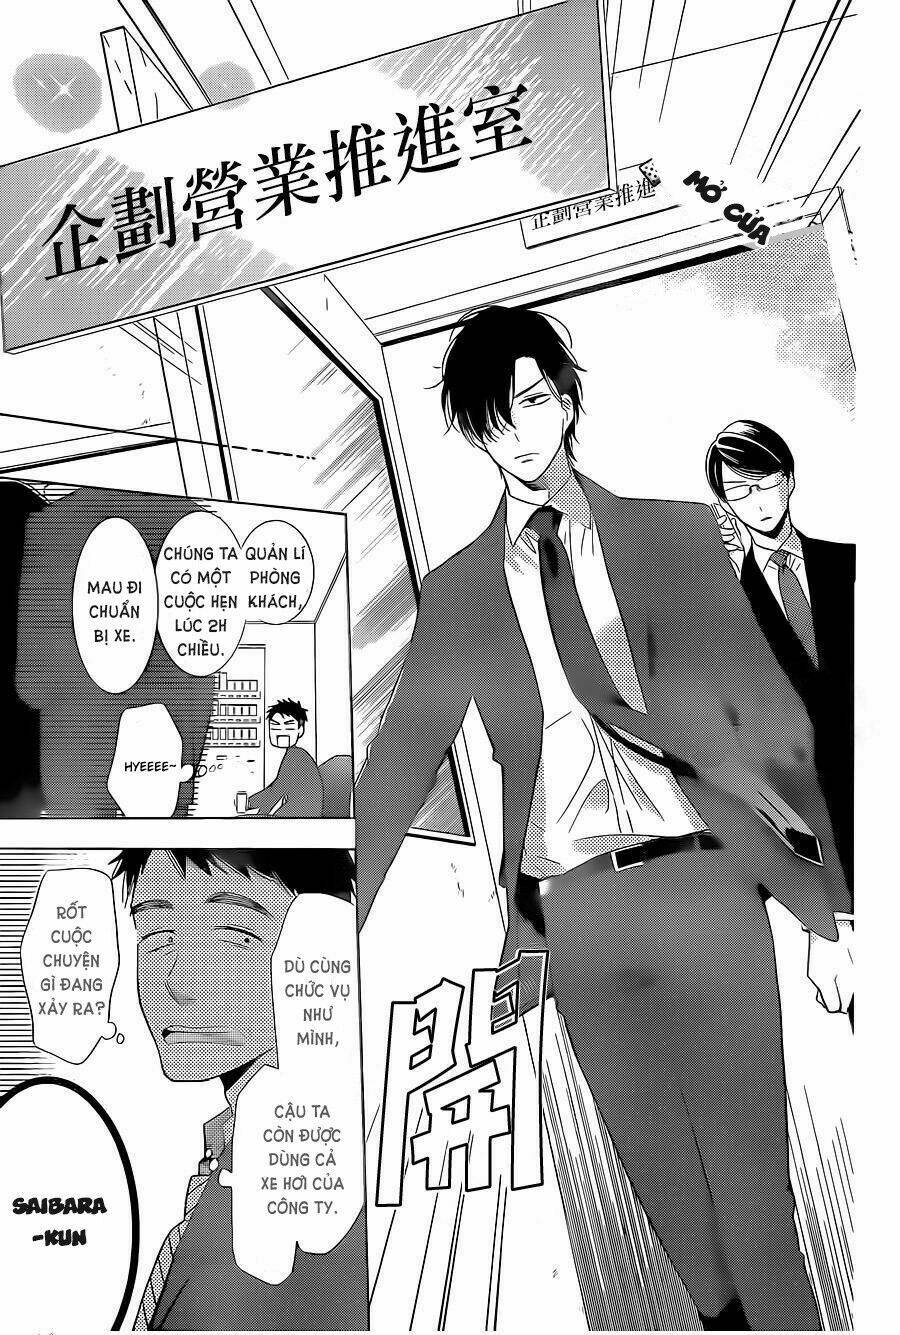 企劃營業推進室
企劃營業推進
MỞ CỬA
開
QUẢN LÍ
PHÒNG
KHÁCH,
CHÚNG TA
CÓ MỘT
CUỘC HẸN
LÚC 2H
CHIỀU.
MAU ĐI
CHUẨN
BỊ XE.
HYEEEE~
DÙ CÙNG
CHỨC VỤ
NHƯ
MÌNH,
CẬU TA
CÒN ĐƯỢC
DÙNG CẢ
XE HƠI CỦA
CÔNG TY.
RỐT
CUỘC
CHUYỆN
GÌ ĐANG
XẢY RA?
SAIBARA
-KUN